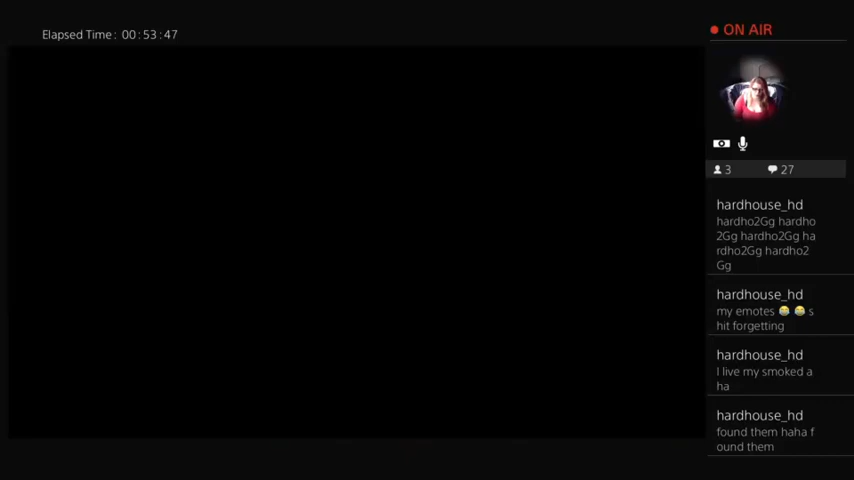 Elapsed Time: 00:53:47
ON AIR
3 27
hardhouse_hd
hardho2Gg hardho
2Gg hardho2Gg ha
rdho2Gg hardho2
Gg
hardhouse_hd
my emotes 😂 😂 s
hit forgetting
hardhouse_hd
I live my smoked a
ha
hardhouse_hd
found them haha f
ound them